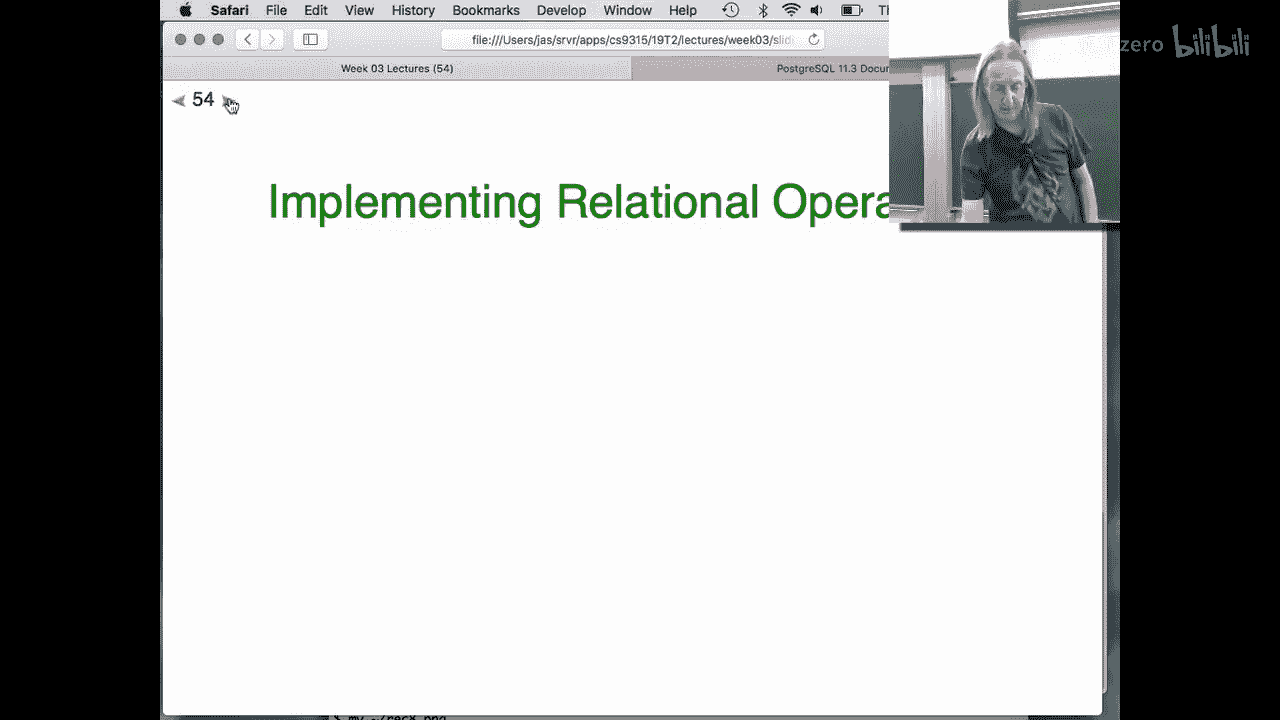 Safari File Edit View History Bookmarks Develop Window Help
file:///Users/jas/srvr/apps/cs9315/19T2/lectures/week03/slid
Week 03 Lectures (54)
PostgreSQL 11.3 Docu
zero bilibili
54
Implementing Relational Opera